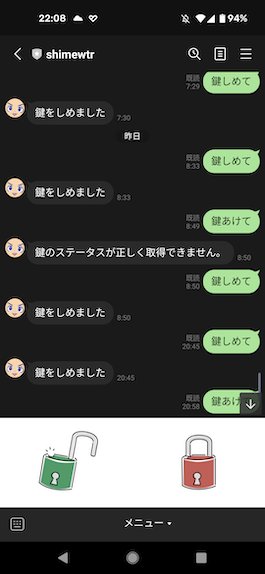 22:08
94%
shimewtr
既読
7:29
鍵しめて
鍵をしめました
7:30
昨日
既読
8:33
鍵しめて
鍵をしめました
8:33
既読
8:49
鍵あけて
鍵のステータスが正しく取得できません。
8:50
既読
8:50
鍵しめて
鍵をしめました
8:50
既読
20:45
鍵しめて
鍵をしめました
20:45
既読
20:58
鍵あけ
メニュー